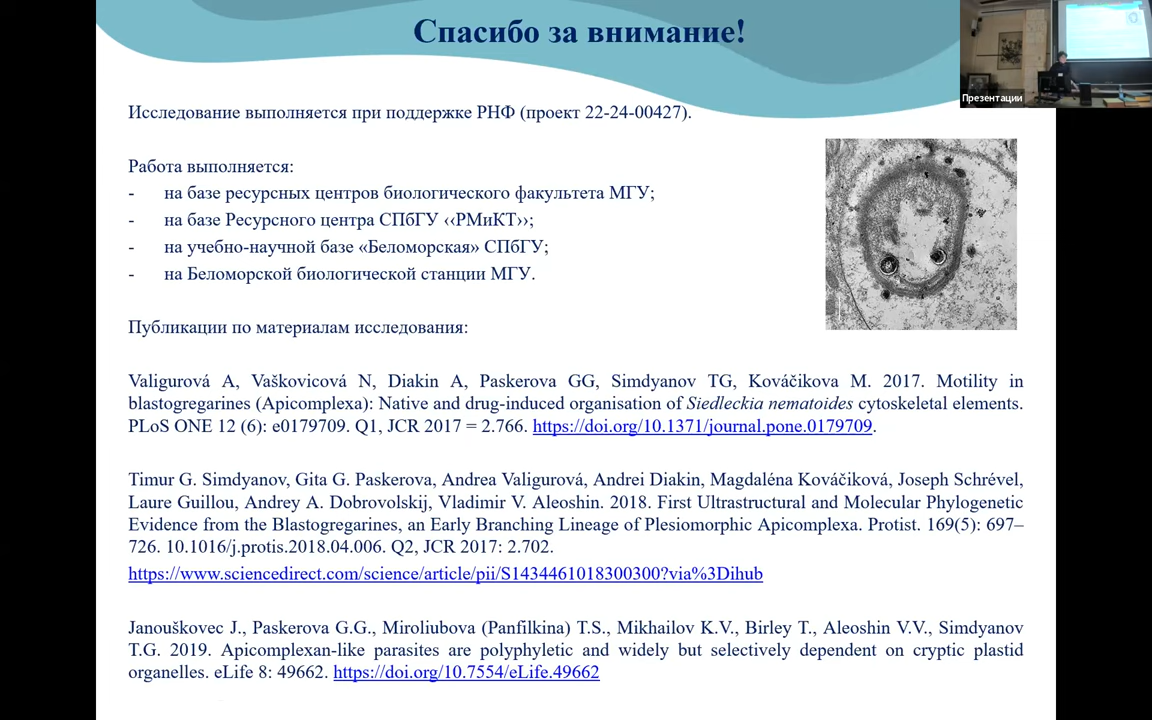 Спасибо за внимание!
Презентации
Исследование выполняется при поддержке РНФ (проект 22-24-00427).
Работа выполняется:
- на базе ресурсных центров биологического факультета МГУ;
- на базе Ресурсного центра СПбГУ ‹‹РМиКТ››;
- на учебно-научной базе «Беломорская» СПбГУ;
- на Беломорской биологической станции МГУ.
Публикации по материалам исследования:
Valigurová A, Vaškovicová N, Diakin A, Paskerova GG, Simdyanov TG, Kováčikova M. 2017. Motility in
blastogregarines (Apicomplexa): Native and drug-induced organisation of Siedleckia nematoides cytoskeletal elements.
PLoS ONE 12 (6): e0179709. Q1, JCR 2017 = 2.766. https://doi.org/10.1371/journal.pone.0179709.
Timur G. Simdyanov, Gita G. Paskerova, Andrea Valigurová, Andrei Diakin, Magdaléna Kováčiková, Joseph Schrével,
Laure Guillou, Andrey A. Dobrovolskij, Vladimir V. Aleoshin. 2018. First Ultrastructural and Molecular Phylogenetic
Evidence from the Blastogregarines, an Early Branching Lineage of Plesiomorphic Apicomplexa. Protist. 169(5): 697–
726. 10.1016/j.protis.2018.04.006. Q2, JCR 2017: 2.702.
https://www.sciencedirect.com/science/article/pii/S1434461018300300?via%3Dihub
Janouškovec J., Paskerova G.G., Miroliubova (Panfilkina) T.S., Mikhailov K.V., Birley T., Aleoshin V.V., Simdyanov
T.G. 2019. Apicomplexan-like parasites are polyphyletic and widely but selectively dependent on cryptic plastid
organelles. eLife 8: 49662. https://doi.org/10.7554/eLife.49662